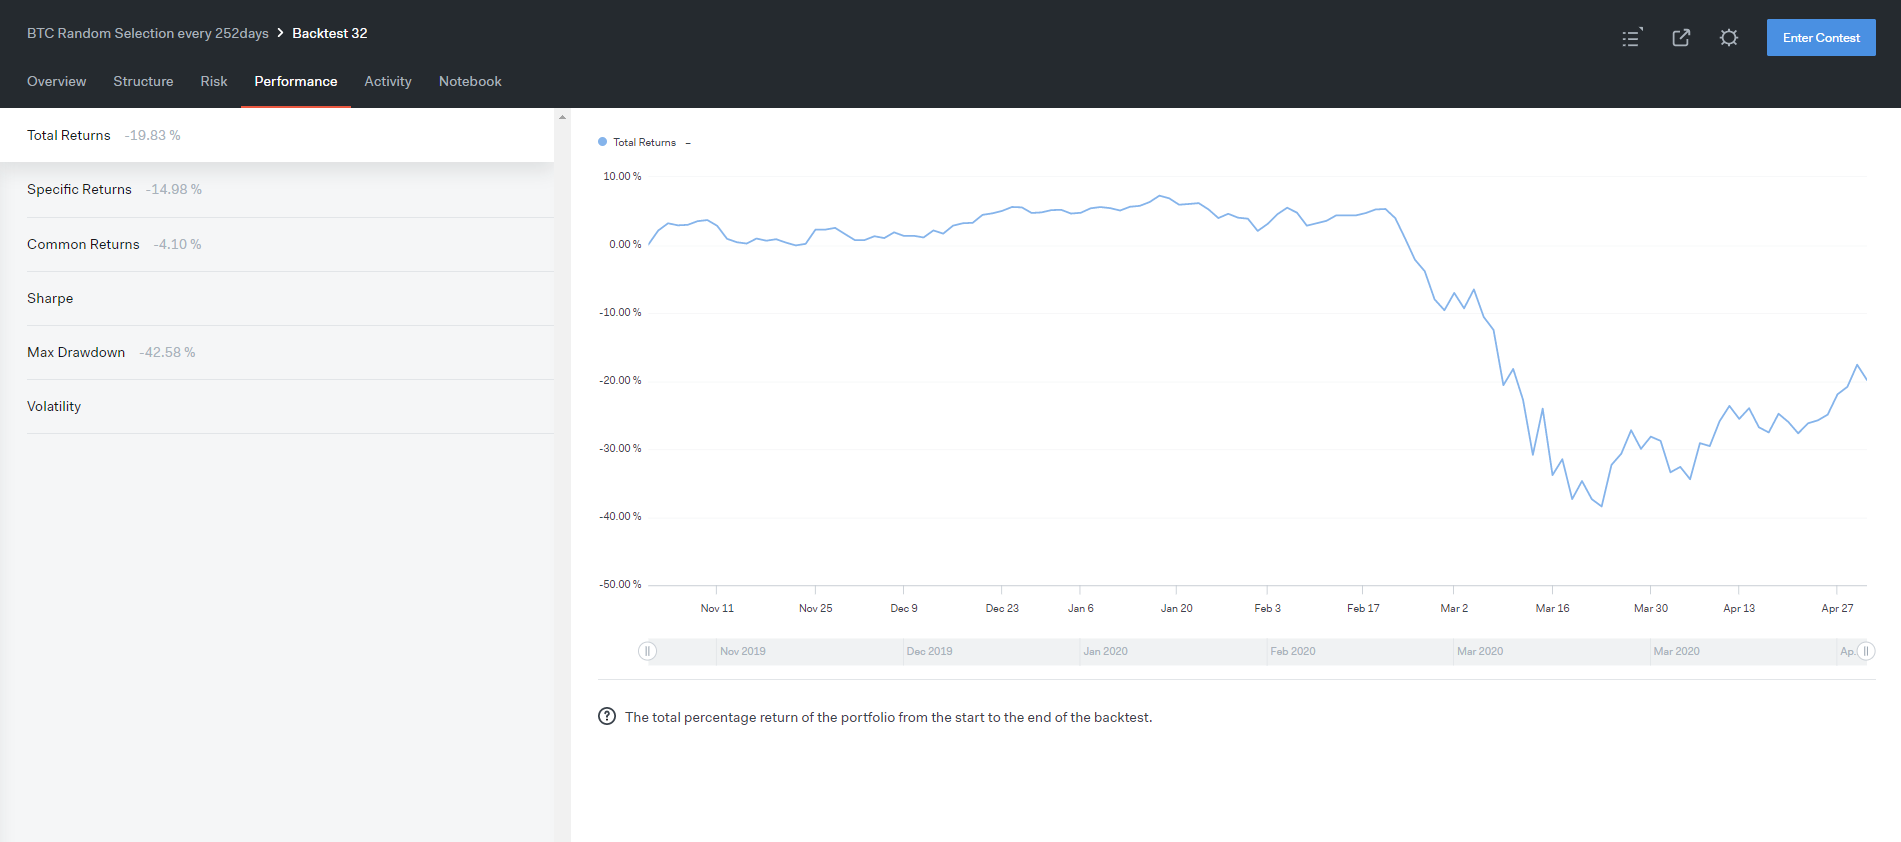 BTC Random Selection every 252days > Backtest 32
Enter Contest
Overview Structure Risk Performance Activity Notebook
Total Returns -19.83 %
Specific Returns -14.98 %
Common Returns -4.10 %
Sharpe
Max Drawdown -42.58 %
Volatility
Total Returns –
10.00 %
0.00 %
-10.00 %
-20.00 %
-30.00 %
-40.00 %
-50.00 %
Nov 11 Nov 25 Dec 9 Dec 23 Jan 6 Jan 20 Feb 3 Feb 17 Mar 2 Mar 16 Mar 30 Apr 13 Apr 27
Nov 2019 Dec 2019 Jan 2020 Feb 2020 Mar 2020 Mar 2020 Ap.
? The total percentage return of the portfolio from the start to the end of the backtest.